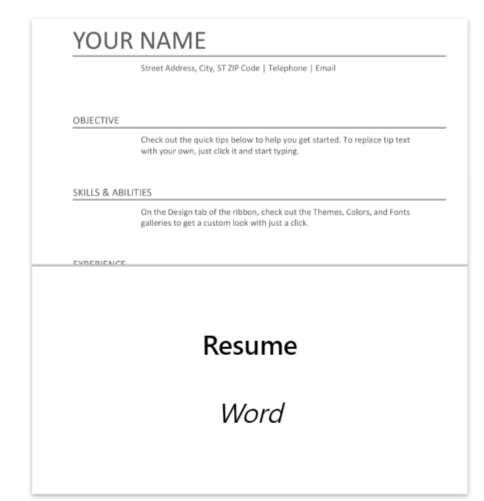 YOUR NAME
Street Address, City, ST ZIP Code | Telephone | Email
OBJECTIVE
Check out the quick tips below to help you get started. To replace tip text
with your own, just click it and start typing.
SKILLS & ABILITIES
On the Design tab of the ribbon, check out the Themes, Colors, and Fonts
galleries to get a custom look with just a click.
EXPERIENCE
Resume
Word